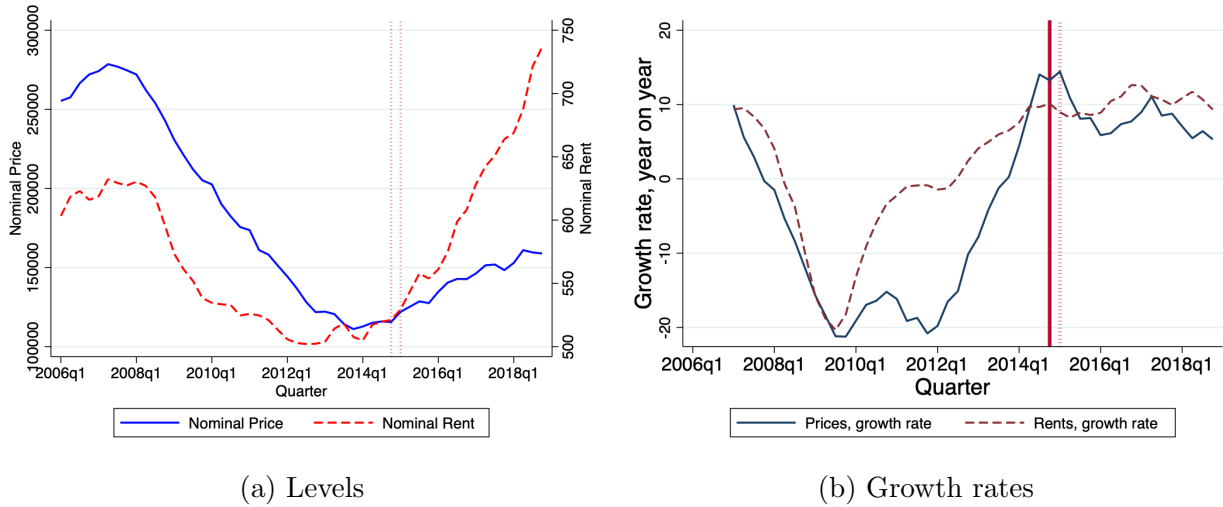 Nominal Price
300000
250000
200000
150000
100000
Nominal Rent
750
700
650
600
550
500
2006q1 2008q1 2010q1 2012q1 2014q1 2016q1 2018q1
Quarter
Nominal Price Nominal Rent
(a) Levels
Growth rate, year on year
20
10
0
-10
-20
2006q1 2008q1 2010q1 2012q1 2014q1 2016q1 2018q1
Quarter
Prices, growth rate Rents, growth rate
(b) Growth rates